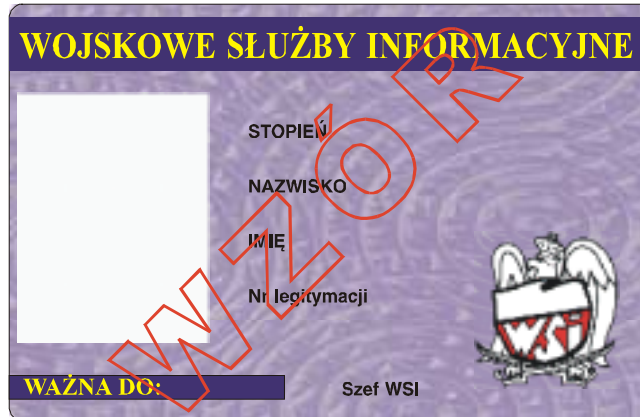 WOJSKOWE SŁUŻBY INFORMACYJNE
STOPIEŃ
NAZWISKO
IMIĘ
Nr legitymacji
WZÓR
WSI
WAŻNA DO:
Szef WSI